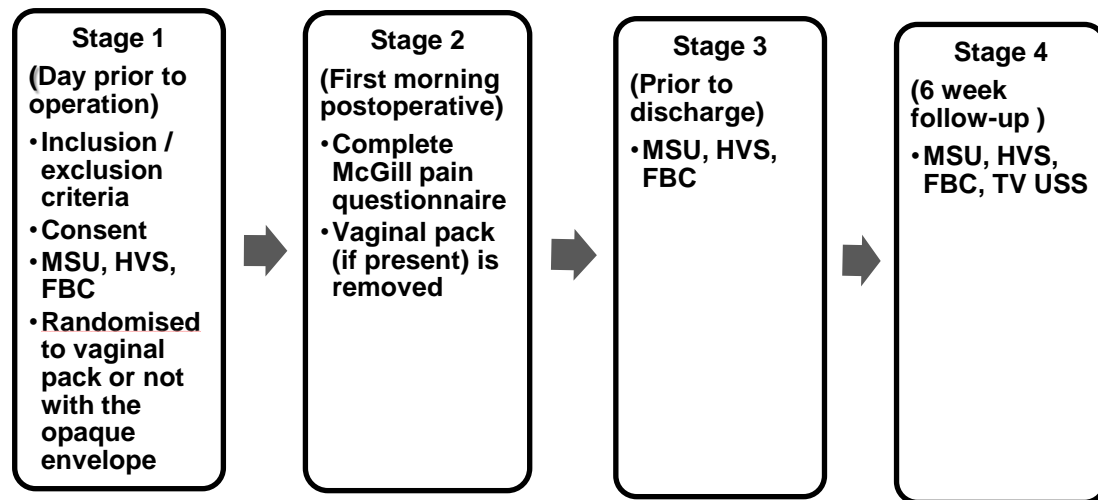 Stage 1
(Day prior to
operation)
•Inclusion /
exclusion
criteria
•Consent
•MSU, HVS,
FBC
•Randomised
to vaginal
pack or not
with the
opaque
envelope
Stage 2
(First morning
postoperative)
•Complete
McGill pain
questionnaire
•Vaginal pack
(if present) is
removed
Stage 3
(Prior to
discharge)
•MSU, HVS,
FBC
Stage 4
(6 week
follow-up )
•MSU, HVS,
FBC, TV USS